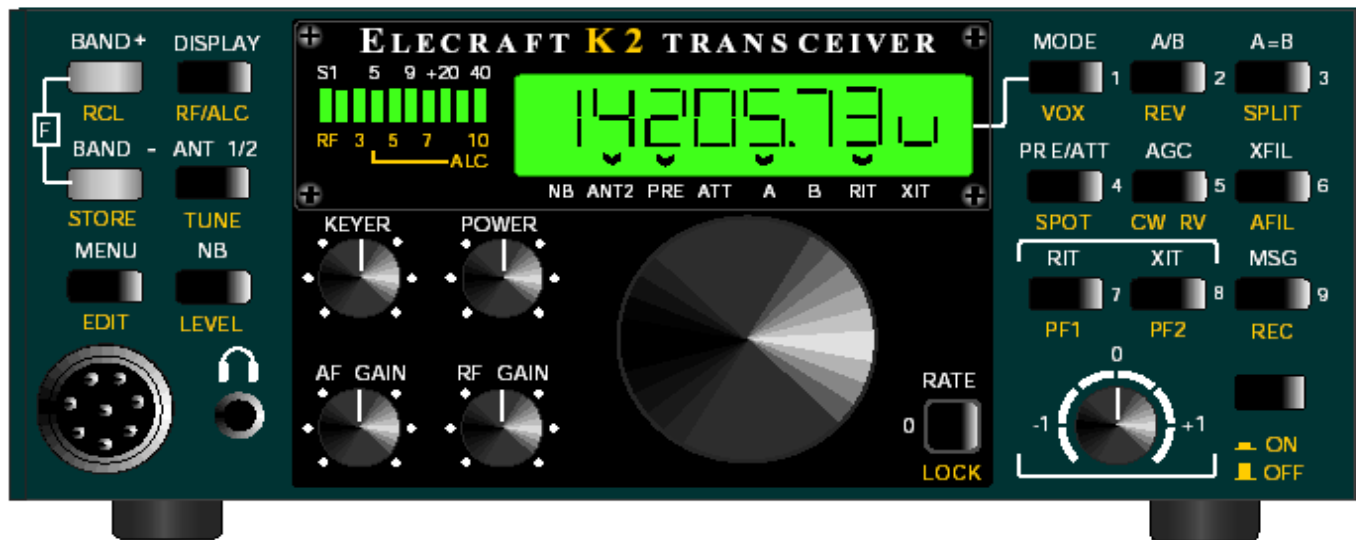 ELECRAFT K2 TRANSCEIVER
BAND+ DISPLAY
RCL RF/ALC
F
BAND - ANT 1/2
STORE TUNE
MENU NB
EDIT LEVEL
S1 5 9 +20 40
RF 3 5 7 10
ALC
14205.73 u
NB ANT2 PRE ATT A B RIT XIT
KEYER POWER
AF GAIN RF GAIN
RATE
0
LOCK
MODE A/B A=B
1 2 3
VOX REV SPLIT
PRE/ATT AGC XFIL
4 5 6
SPOT CW RV AFIL
RIT XIT MSG
7 8 9
PF1 PF2 REC
0
-1 +1
ON
OFF